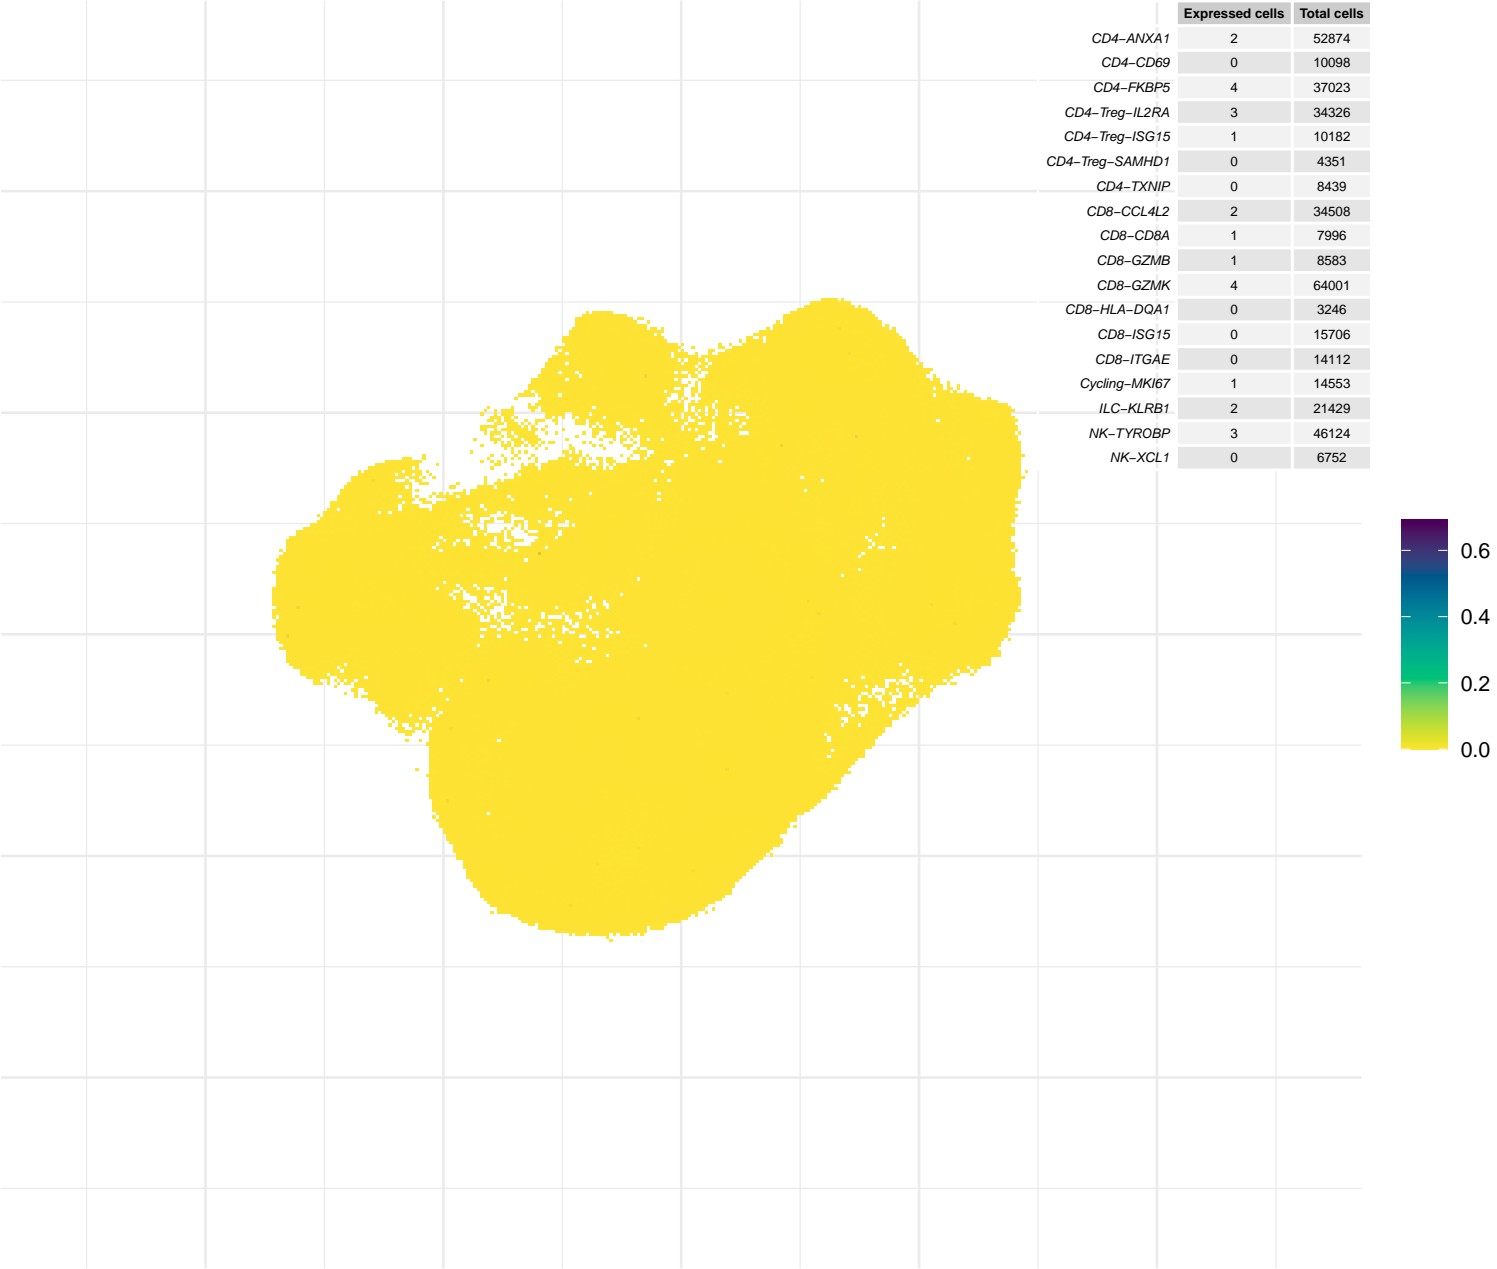 Expressed cells Total cells
CD4−ANXA1 2 52874
CD4−CD69 0 10098
CD4−FKBP5 4 37023
CD4−Treg−IL2RA 3 34326
CD4−Treg−ISG15 1 10182
CD4−Treg−SAMHD1 0 4351
CD4−TXNIP 0 8439
CD8−CCL4L2 2 34508
CD8−CD8A 1 7996
CD8−GZMB 1 8583
CD8−GZMK 4 64001
CD8−HLA−DQA1 0 3246
CD8−ISG15 0 15706
CD8−ITGAE 0 14112
Cycling−MKI67 1 14553
ILC−KLRB1 2 21429
NK−TYROBP 3 46124
NK−XCL1 0 6752
0.6
0.4
0.2
0.0